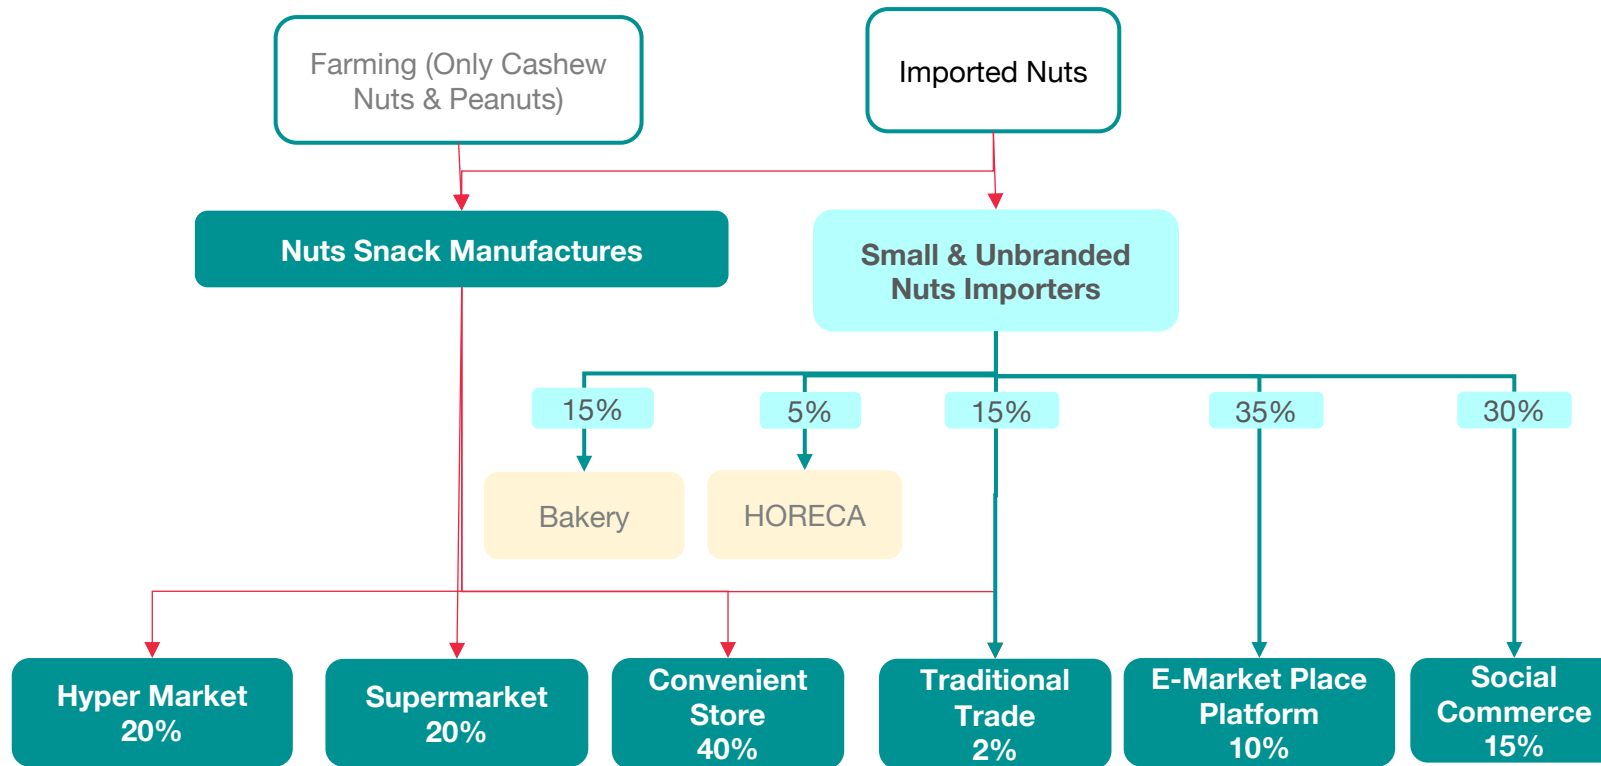 Farming (Only Cashew
Nuts & Peanuts)
Imported Nuts
Nuts Snack Manufactures
Small & Unbranded
Nuts Importers
15%
5%
15%
35%
30%
Bakery
HORECA
Hyper Market
20%
Supermarket
20%
Convenient
Store
40%
Traditional
Trade
2%
E-Market Place
Platform
10%
Social
Commerce
15%